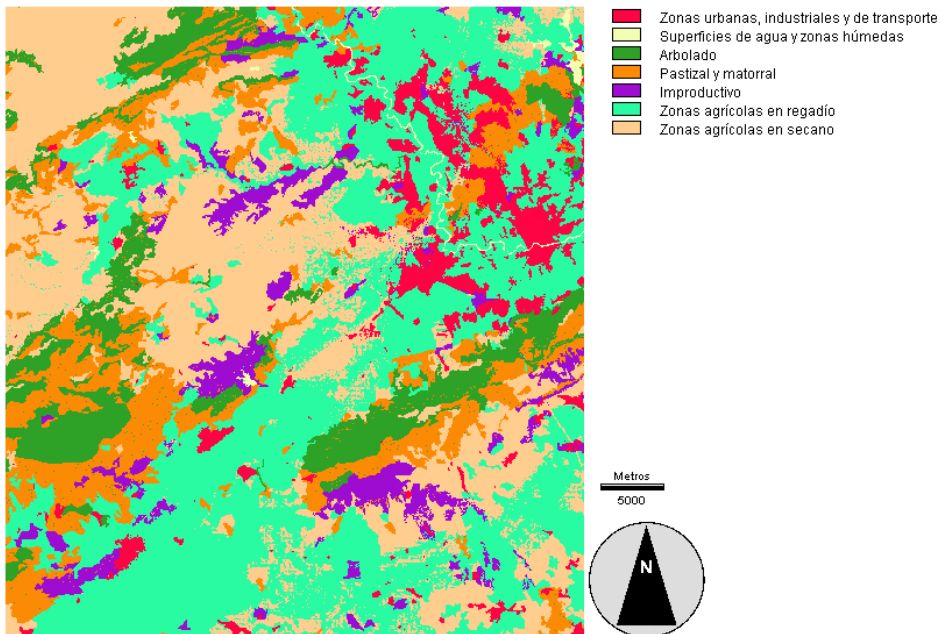 Zonas urbanas, industriales y de transporte
Superficies de agua y zonas húmedas
Arbolado
Pastizal y matorral
Improductivo
Zonas agrícolas en regadío
Zonas agrícolas en secano
Metros
5000
N